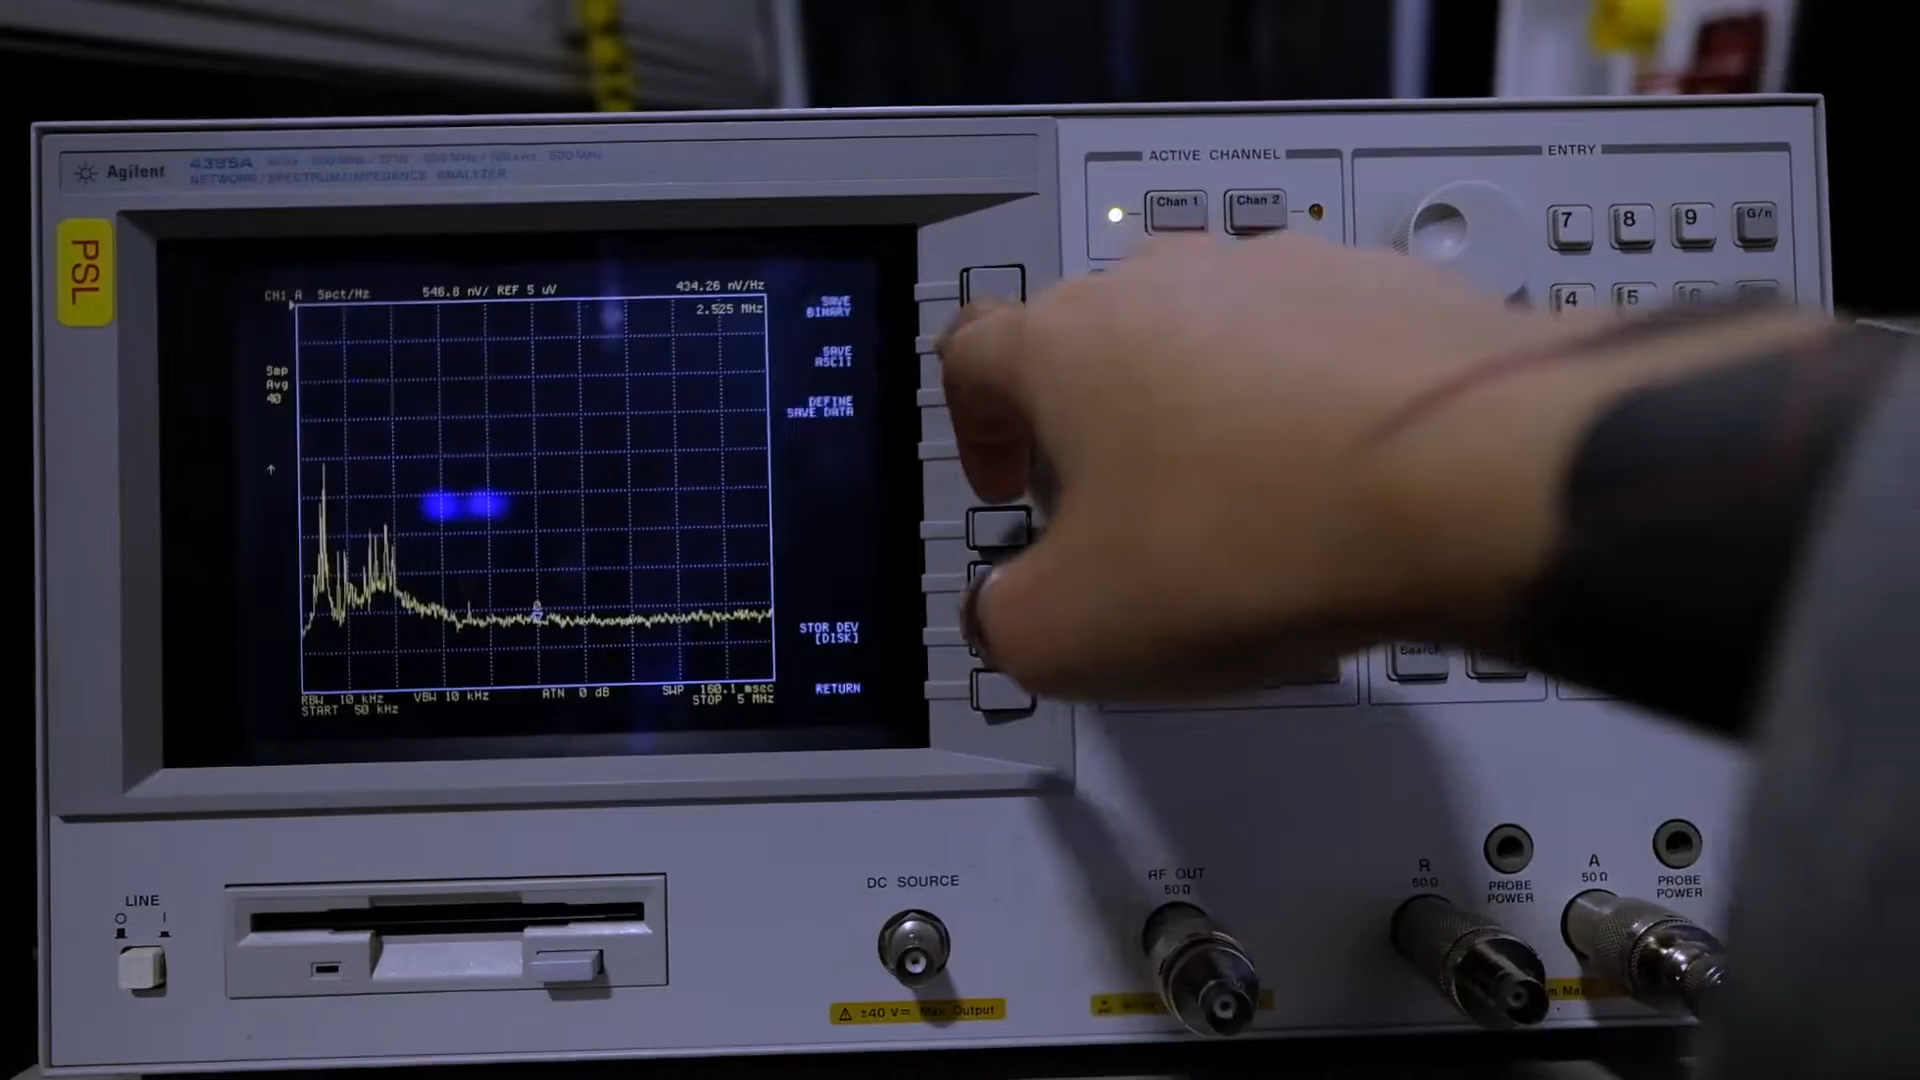 Agilent 4395A
NETWORK/SPECTRUM/IMPEDANCE ANALYZER
PSL
CH1 A Spct/Hz 546.8 nV/ REF 5 uV 434.26 nV/Hz
2.525 MHz
Smp
Avg
40
SAVE
BINARY
SAVE
ASCII
DEFINE
SAVE DATA
STOR DEV
[DISK]
RETURN
RBW 10 kHz VBW 10 kHz ATN 0 dB SWP 160.1 msec
START 50 kHz STOP 5 MHz
ACTIVE CHANNEL
Chan 1
Chan 2
ENTRY
7 8 9 G/n
4 5 6
Search
LINE
DC SOURCE
±40 V⎓ Max Output
RF OUT
50Ω
R
50Ω
PROBE
POWER
A
50Ω
PROBE
POWER